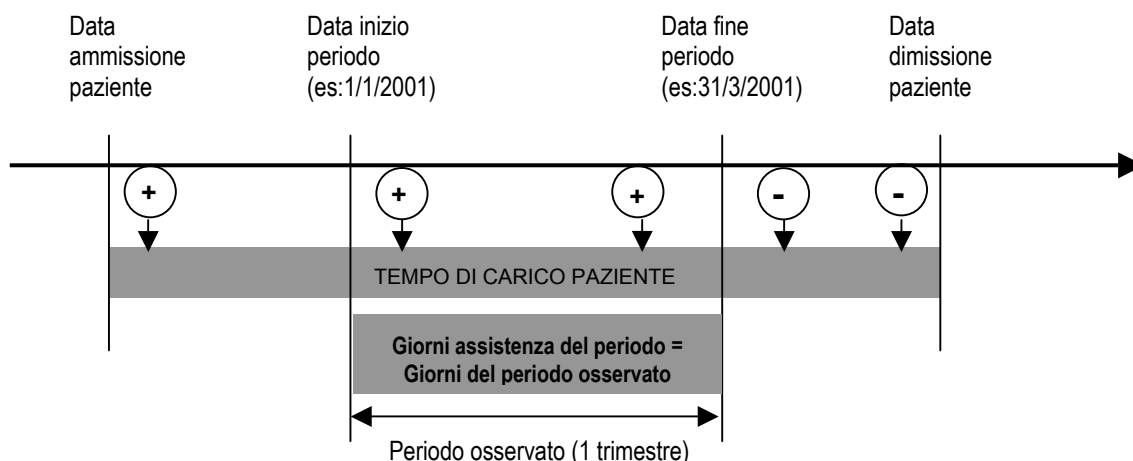 Data
ammissione
paziente
Data inizio
periodo
(es:1/1/2001)
Data fine
periodo
(es:31/3/2001)
Data
dimissione
paziente
+
+
+
-
-
TEMPO DI CARICO PAZIENTE
Giorni assistenza del periodo =
Giorni del periodo osservato
Periodo osservato (1 trimestre)